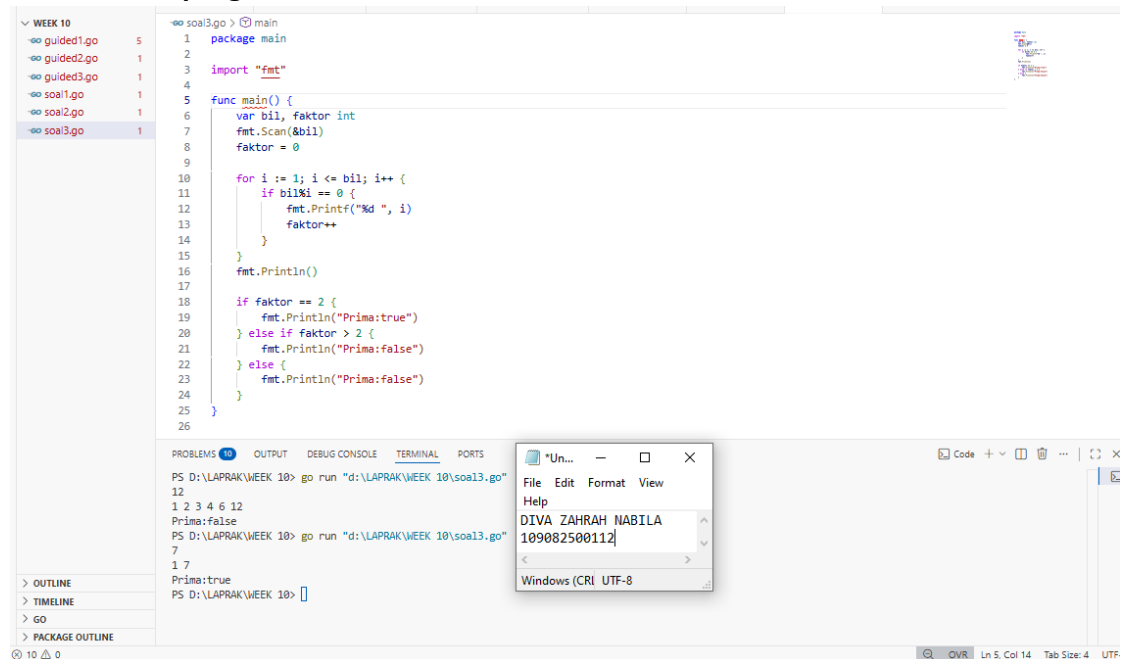 WEEK 10
guided1.go 5
guided2.go 1
guided3.go 1
soal1.go 1
soal2.go 1
soal3.go 1
soal3.go > main
1 package main
2
3 import "fmt"
4
5 func main() {
6 var bil, faktor int
7 fmt.Scan(&bil)
8 faktor = 0
9
10 for i := 1; i <= bil; i++ {
11 if bil%i == 0 {
12 fmt.Printf("%d ", i)
13 faktor++
14 }
15 }
16 fmt.Println()
17
18 if faktor == 2 {
19 fmt.Println("Prima:true")
20 } else if faktor > 2 {
21 fmt.Println("Prima:false")
22 } else {
23 fmt.Println("Prima:false")
24 }
25 }
26
PROBLEMS 10 OUTPUT DEBUG CONSOLE TERMINAL PORTS
Code
PS D:\LAPRAK\WEEK 10> go run "d:\LAPRAK\WEEK 10\soal3.go"
12
1 2 3 4 6 12
Prima:false
PS D:\LAPRAK\WEEK 10> go run "d:\LAPRAK\WEEK 10\soal3.go"
7
1 7
Prima:true
PS D:\LAPRAK\WEEK 10>
*Un...
File Edit Format View
Help
DIVA ZAHRAH NABILA
109082500112
Windows (CRL UTF-8
> OUTLINE
> TIMELINE
> GO
> PACKAGE OUTLINE
10 0
OVR Ln 5, Col 14 Tab Size: 4 UTF-